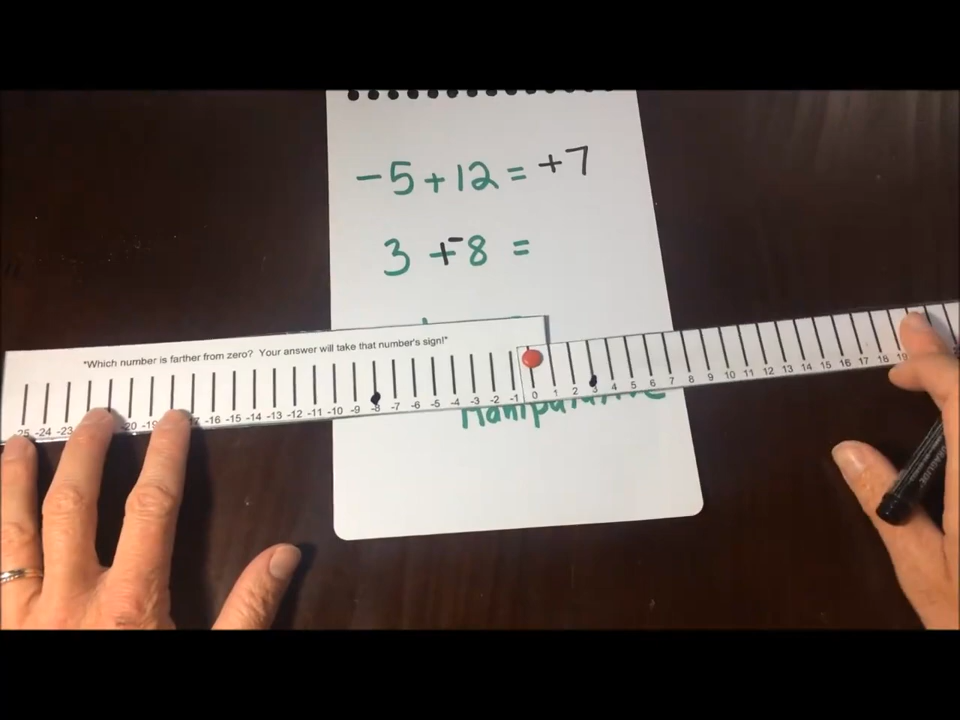 -5+12=+7
3+-8=
"Which number is farther from zero? Your answer will take that number's sign!"
-25 -24 -23 -20 -19 -16 -15 -14 -13 -12 -11 -10 -9 -8 -7 -6 -5 -4 -3 -2 -1 0 1 2 3 4 5 6 7 8 9 10 11 12 13 14 15 16 17 18 19
Manipulative